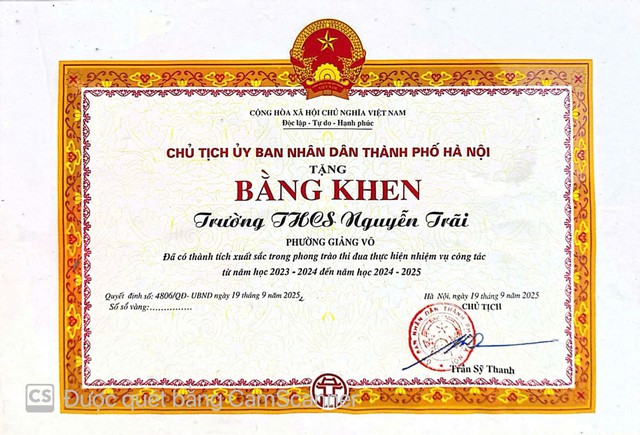 CỘNG HÒA XÃ HỘI CHỦ NGHĨA VIỆT NAM
Độc lập - Tự do - Hạnh phúc
CHỦ TỊCH ỦY BAN NHÂN DÂN THÀNH PHỐ HÀ NỘI
TẶNG
BẰNG KHEN
Trường THCS Nguyễn Trãi
PHƯỜNG GIẢNG VÕ
Đã có thành tích xuất sắc trong phong trào thi đua thực hiện nhiệm vụ công tác
từ năm học 2023 - 2024 đến năm học 2024 - 2025
Quyết định số: 4806/QĐ- UBND ngày 19 tháng 9 năm 2025
Số sổ vàng:...............
Hà Nội, ngày 19 tháng 9 năm 2025
CHỦ TỊCH
Trần Sỹ Thanh
CS Được quét bằng CamScanner